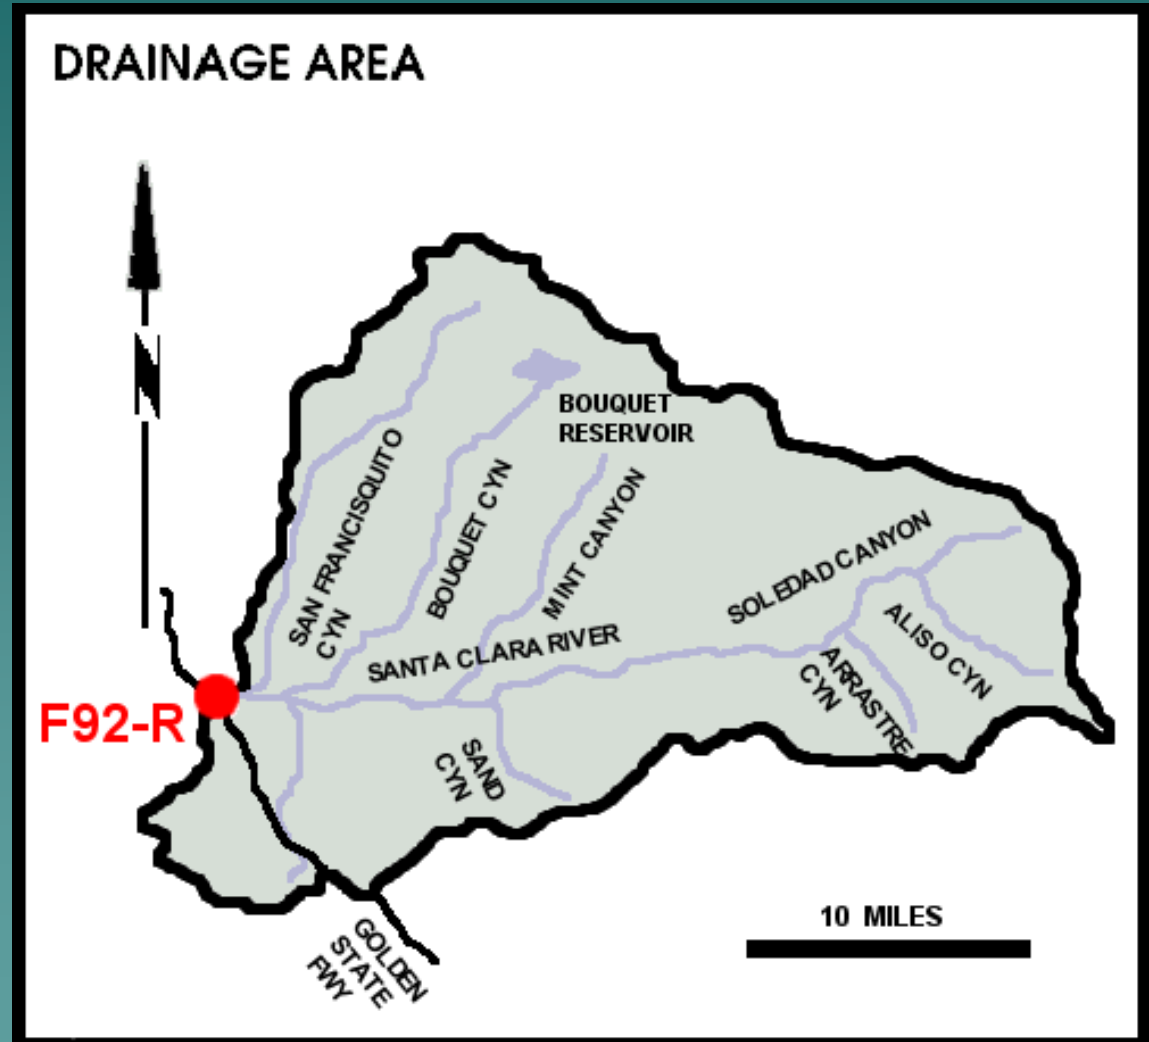 DRAINAGE AREA
N
BOUQUET
RESERVOIR
SAN FRANCISQUITO
CYN
BOUQUET CYN
MINT CANYON
SOLEDAD CANYON
SANTA CLARA RIVER
ALISO CYN
ARRASTRE
CYN
F92-R
SAND
CYN
10 MILES
GOLDEN
STATE
FWY